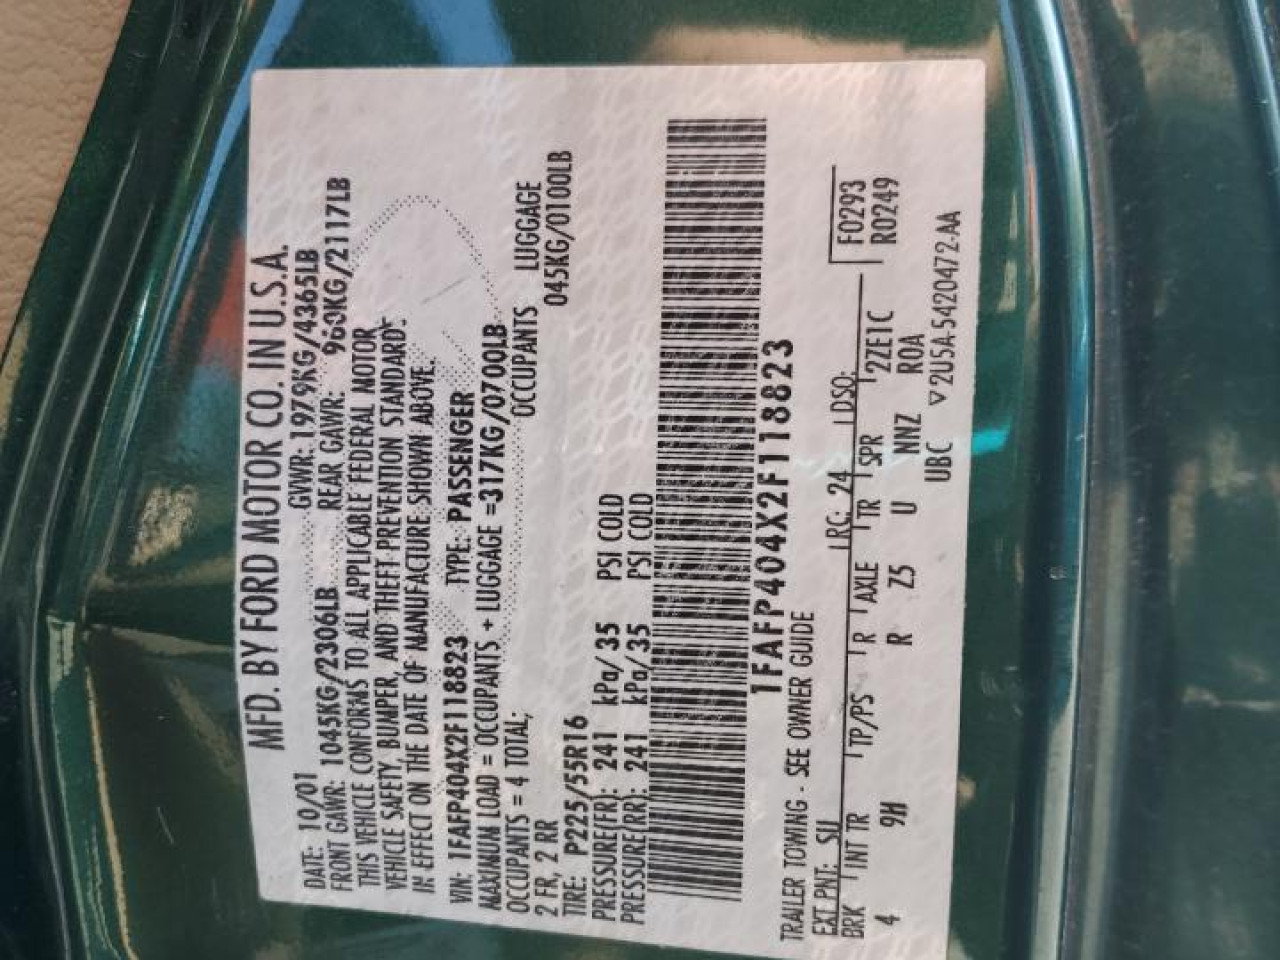 MFD. BY FORD MOTOR CO. IN U.S.A.
DATE: 10/01 GVWR: 1979KG/4365LB
FRONT GAWR: 1045KG/2306LB REAR GAWR: 960KG/2117LB
THIS VEHICLE CONFORMS TO ALL APPLICABLE FEDERAL MOTOR
VEHICLE SAFETY, BUMPER, AND THEFT PREVENTION STANDARDS
IN EFFECT ON THE DATE OF MANUFACTURE SHOWN ABOVE.
VIN: 1FAFP404X2F118823 TYPE: PASSENGER
MAXIMUM LOAD = OCCUPANTS + LUGGAGE =317KG/0700LB
OCCUPANTS = 4 TOTAL; OCCUPANTS LUGGAGE
2 FR, 2 RR 045KG/0100LB
TIRE: P225/55R16
PRESSURE(FR): 241 kPa/35 PSI COLD
PRESSURE(RR): 241 kPa/35 PSI COLD
1FAFP404X2F118823
TRAILER TOWING - SEE OWNER GUIDE
EXT PNT: SU RC: 24 DSO: F0293
BRK INT TR TP/PS R AXLE TR SPR 2ZE1C R0249
4 9H R Z5 U NNZ ROA
UBC ▽2U5A-5420472-AA